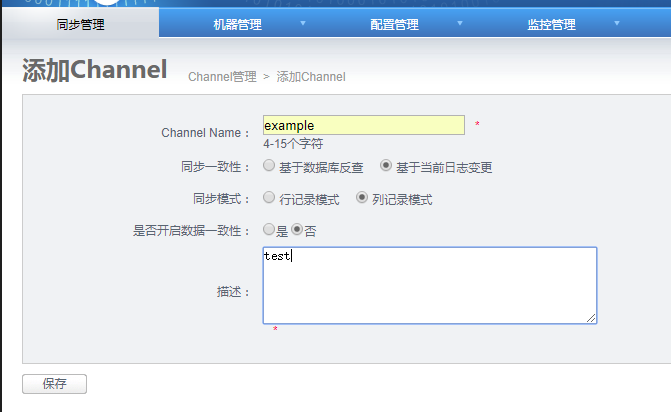 同步管理 机器管理 配置管理 监控管理
添加Channel Channel管理 > 添加Channel
Channel Name： example *
4-15个字符
同步一致性： 基于数据库反查 基于当前日志变更
同步模式： 行记录模式 列记录模式
是否开启数据一致性： 是 否
test
描述：
*
保存